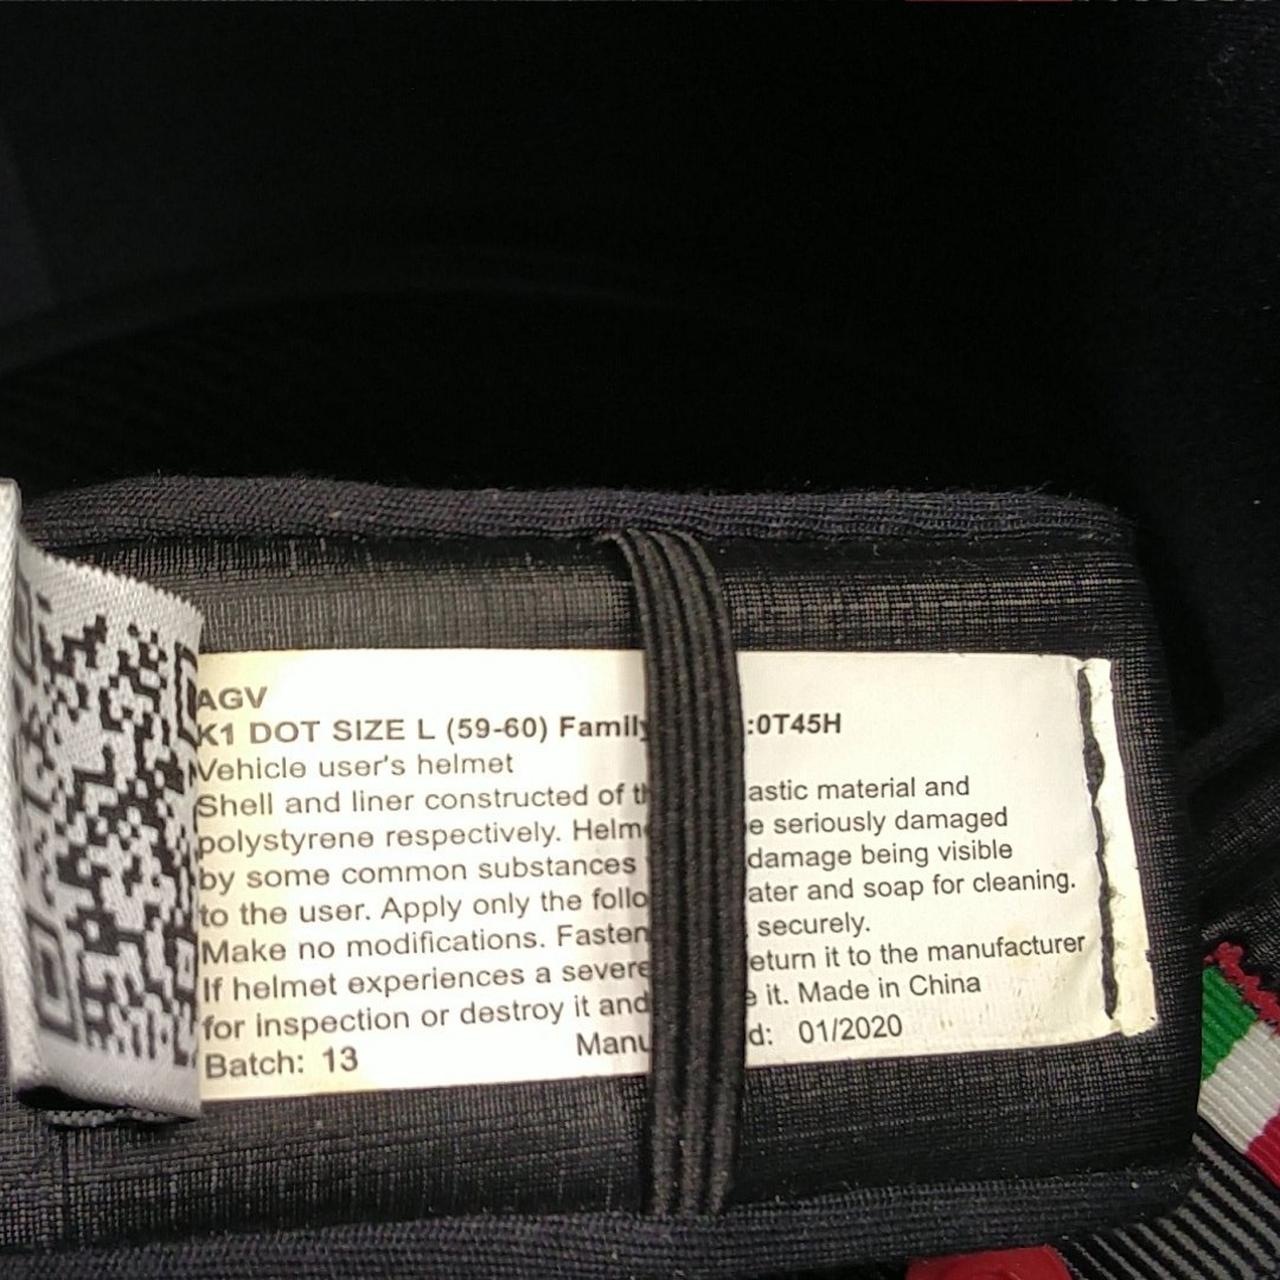 AGV
K1 DOT SIZE L (59-60) Family :0T45H
Vehicle user's helmet
Shell and liner constructed of astic material and
polystyrene respectively. e seriously damaged
by some common substances damage being visible
to the user. Apply only the ater and soap for cleaning.
Make no modifications. Fasten securely.
If helmet experiences a severe eturn it to the manufacturer
for inspection or destroy it and e it. Made in China
Batch: 13 Manu d: 01/2020